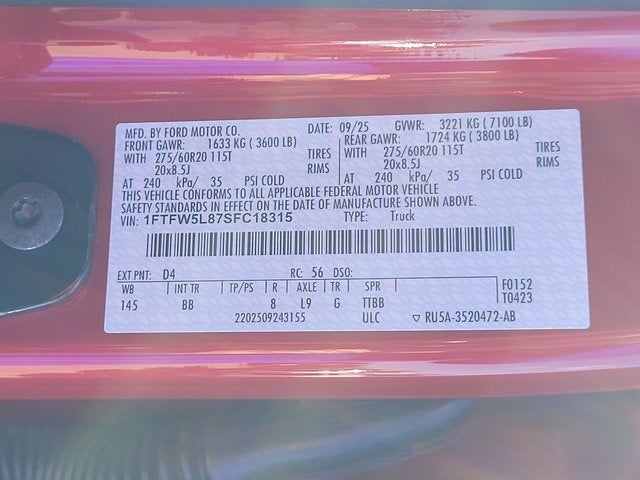 MFD. BY FORD MOTOR CO. DATE: 09/25 GVWR: 3221 KG ( 7100 LB)
FRONT GAWR: 1633 KG ( 3600 LB) REAR GAWR: 1724 KG ( 3800 LB)
WITH 275/60R20 115T TIRES WITH 275/60R20 115T TIRES
20x8.5J RIMS 20x8.5J RIMS
AT 240 kPa/ 35 PSI COLD AT 240 kPa/ 35 PSI COLD
THIS VEHICLE CONFORMS TO ALL APPLICABLE FEDERAL MOTOR VEHICLE
SAFETY STANDARDS IN EFFECT ON THE DATE OF MANUFACTURE SHOWN ABOVE.
VIN: 1FTFW5L87SFC18315 TYPE: Truck
EXT PNT: D4 RC: 56 DSO:
WB INT TR TP/PS R AXLE TR SPR F0152
145 BB 8 L9 G TTBB T0423
2202509243155 ULC ▽ RU5A-3520472-AB